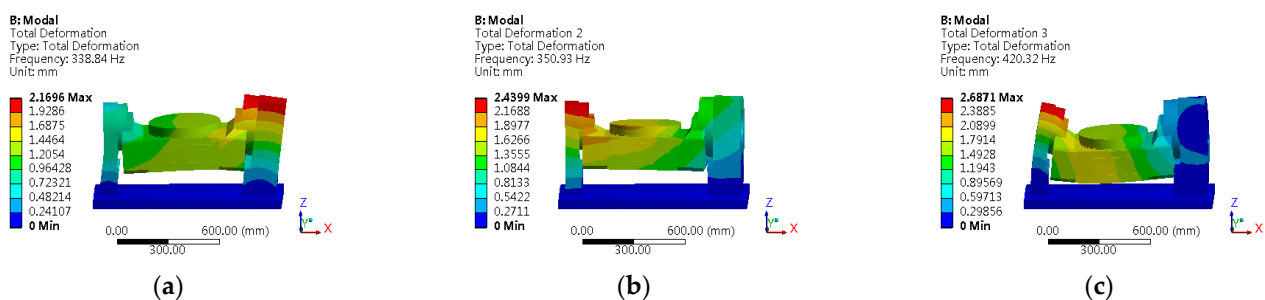 B: Modal
Total Deformation
Type: Total Deformation
Frequency: 338.84 Hz
Unit: mm
2.1696 Max
1.9286
1.6875
1.4464
1.2054
0.96428
0.72321
0.48214
0.24107
0 Min
0.00
600.00 (mm)
300.00
Z
Y
X
(a)
B: Modal
Total Deformation 2
Type: Total Deformation
Frequency: 350.93 Hz
Unit: mm
2.4399 Max
2.1688
1.8977
1.6266
1.3555
1.0844
0.8133
0.5422
0.2711
0 Min
0.00
600.00 (mm)
300.00
Z
Y
X
(b)
B: Modal
Total Deformation 3
Type: Total Deformation
Frequency: 420.32 Hz
Unit: mm
2.6871 Max
2.3885
2.0899
1.7914
1.4928
1.1943
0.89569
0.59713
0.29856
0 Min
0.00
600.00 (mm)
300.00
Z
Y
X
(c)